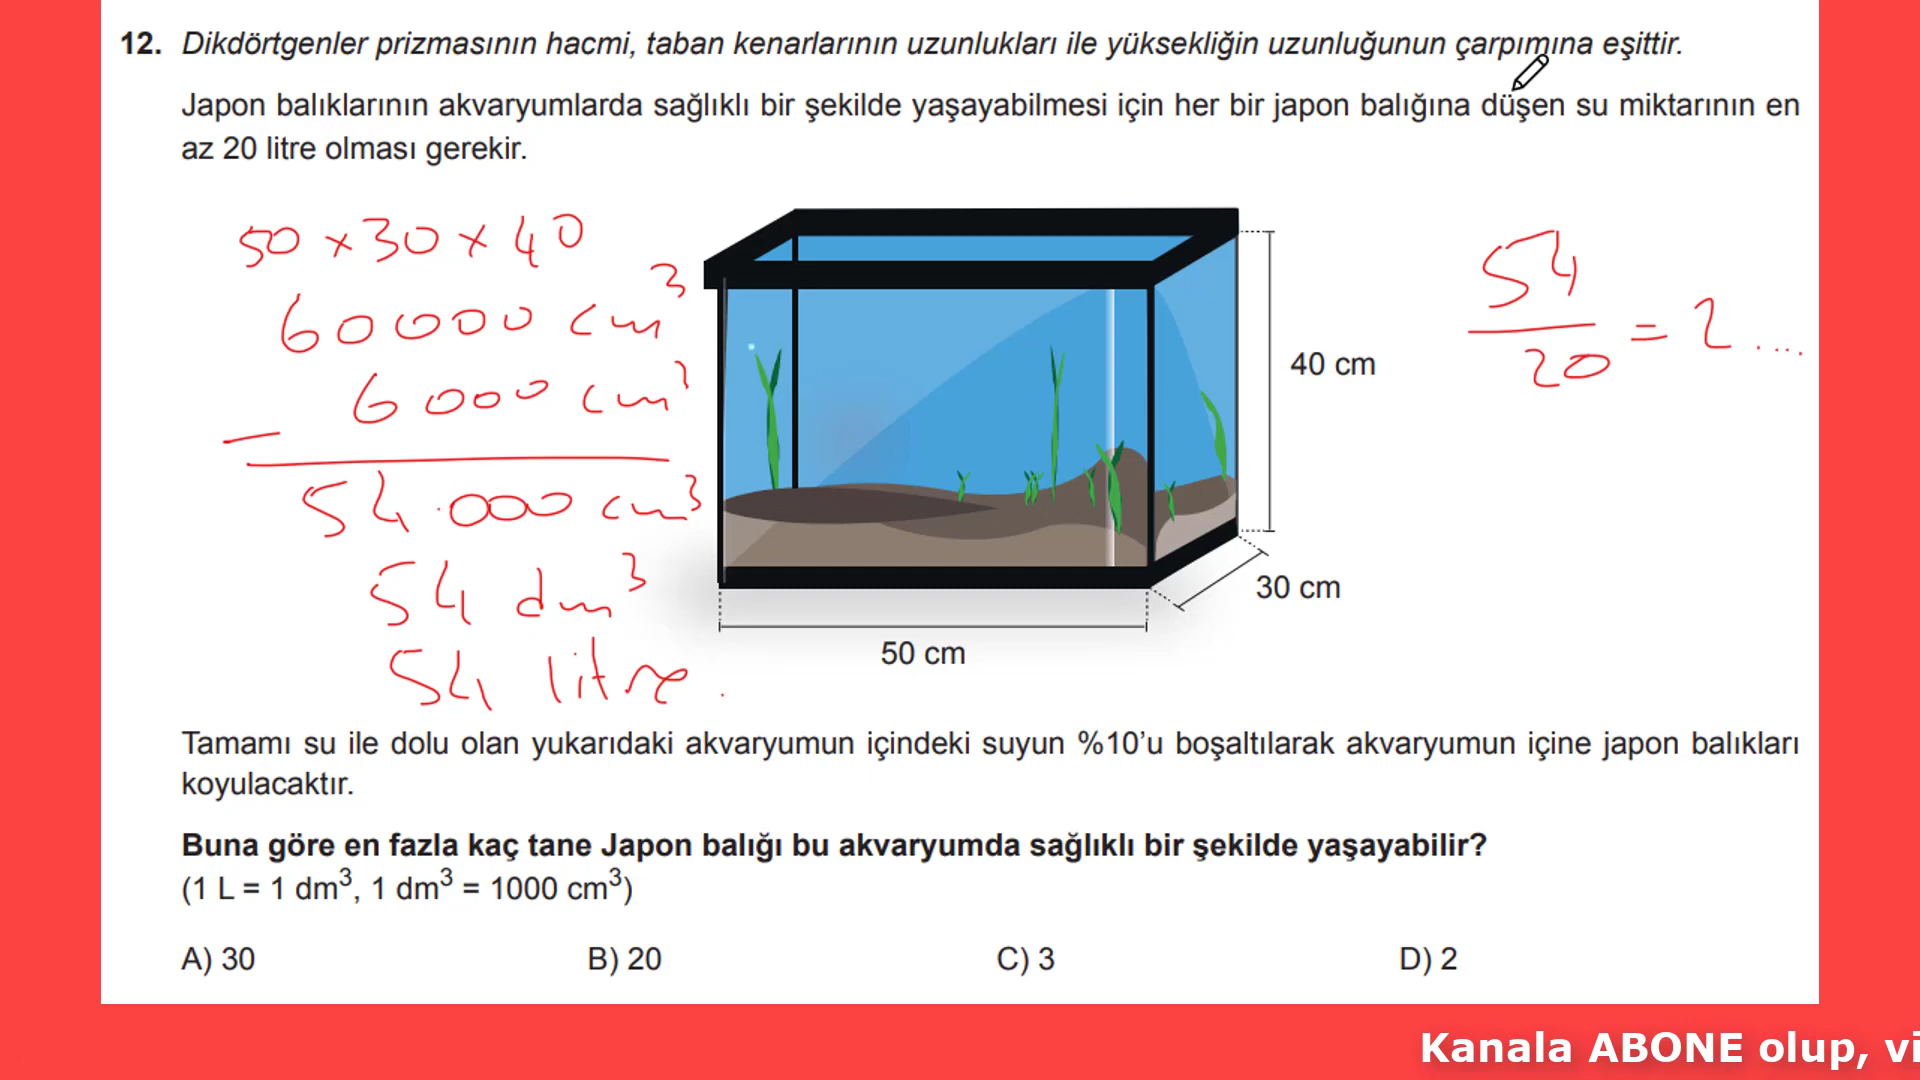 12. Dikdörtgenler prizmasının hacmi, taban kenarlarının uzunlukları ile yüksekliğin uzunluğunun çarpımına eşittir.
Japon balıklarının akvaryumlarda sağlıklı bir şekilde yaşayabilmesi için her bir japon balığına düşen su miktarının en
az 20 litre olması gerekir.
50 x 30 x 40
60000 cm³
6000 cm³
—
54.000 cm³
54 dm³
54 litre.
40 cm
30 cm
50 cm
54
20
= 2 ....
Tamamı su ile dolu olan yukarıdaki akvaryumun içindeki suyun %10'u boşaltılarak akvaryumun içine japon balıkları
koyulacaktır.
Buna göre en fazla kaç tane Japon balığı bu akvaryumda sağlıklı bir şekilde yaşayabilir?
(1 L = 1 dm³, 1 dm³ = 1000 cm³)
A) 30 B) 20 C) 3 D) 2
Kanala ABONE olup, vi